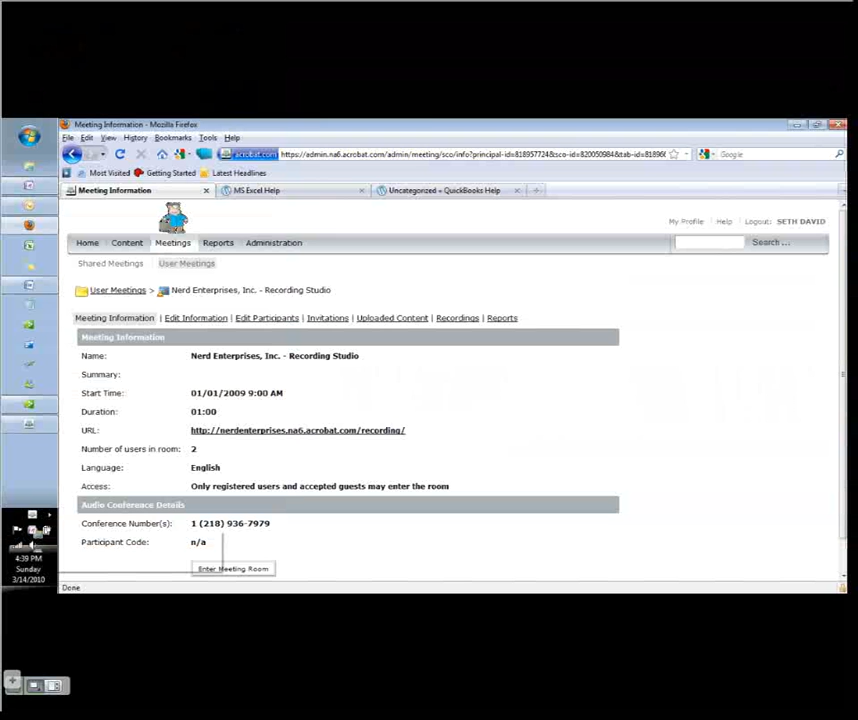 Meeting Information - Mozilla Firefox
File Edit View History Bookmarks Tools Help
acrobat.com https://admin.na6.acrobat.com/admin/meeting/sco/info?principal-id=818957724&sco-id=820050984&tab-id=81896 Google
Most Visited Getting Started Latest Headlines
Meeting Information MS Excel Help Uncategorized « QuickBooks Help
My Profile Help Logout: SETH DAVID
Home Content Meetings Reports Administration Search ...
Shared Meetings User Meetings
User Meetings > Nerd Enterprises, Inc. - Recording Studio
Meeting Information | Edit Information | Edit Participants | Invitations | Uploaded Content | Recordings | Reports
Meeting Information
Name: Nerd Enterprises, Inc. - Recording Studio
Summary:
Start Time: 01/01/2009 9:00 AM
Duration: 01:00
URL: http://nerdenterprises.na6.acrobat.com/recording/
Number of users in room: 2
Language: English
Access: Only registered users and accepted guests may enter the room
Audio Conference Details
Conference Number(s): 1 (218) 936-7979
Participant Code: n/a
Enter Meeting Room
Done
4:39 PM
Sunday
3/14/2010